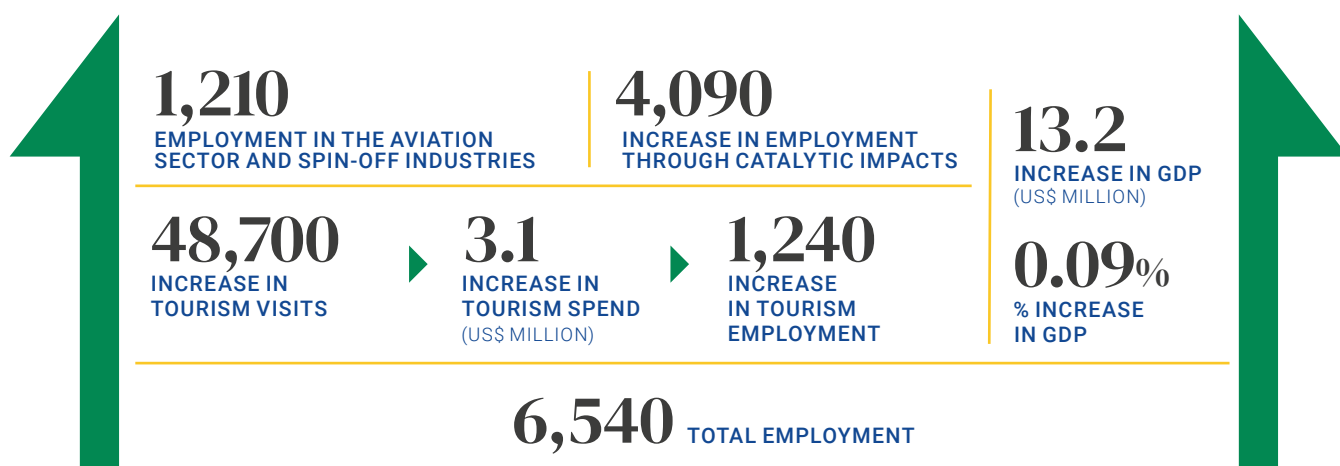 1,210
EMPLOYMENT IN THE AVIATION
SECTOR AND SPIN-OFF INDUSTRIES
4,090
INCREASE IN EMPLOYMENT
THROUGH CATALYTIC IMPACTS
13.2
INCREASE IN GDP
(US$ MILLION)
48,700
INCREASE IN
TOURISM VISITS
3.1
INCREASE IN
TOURISM SPEND
(US$ MILLION)
1,240
INCREASE
IN TOURISM
EMPLOYMENT
0.09%
% INCREASE
IN GDP
6,540 TOTAL EMPLOYMENT